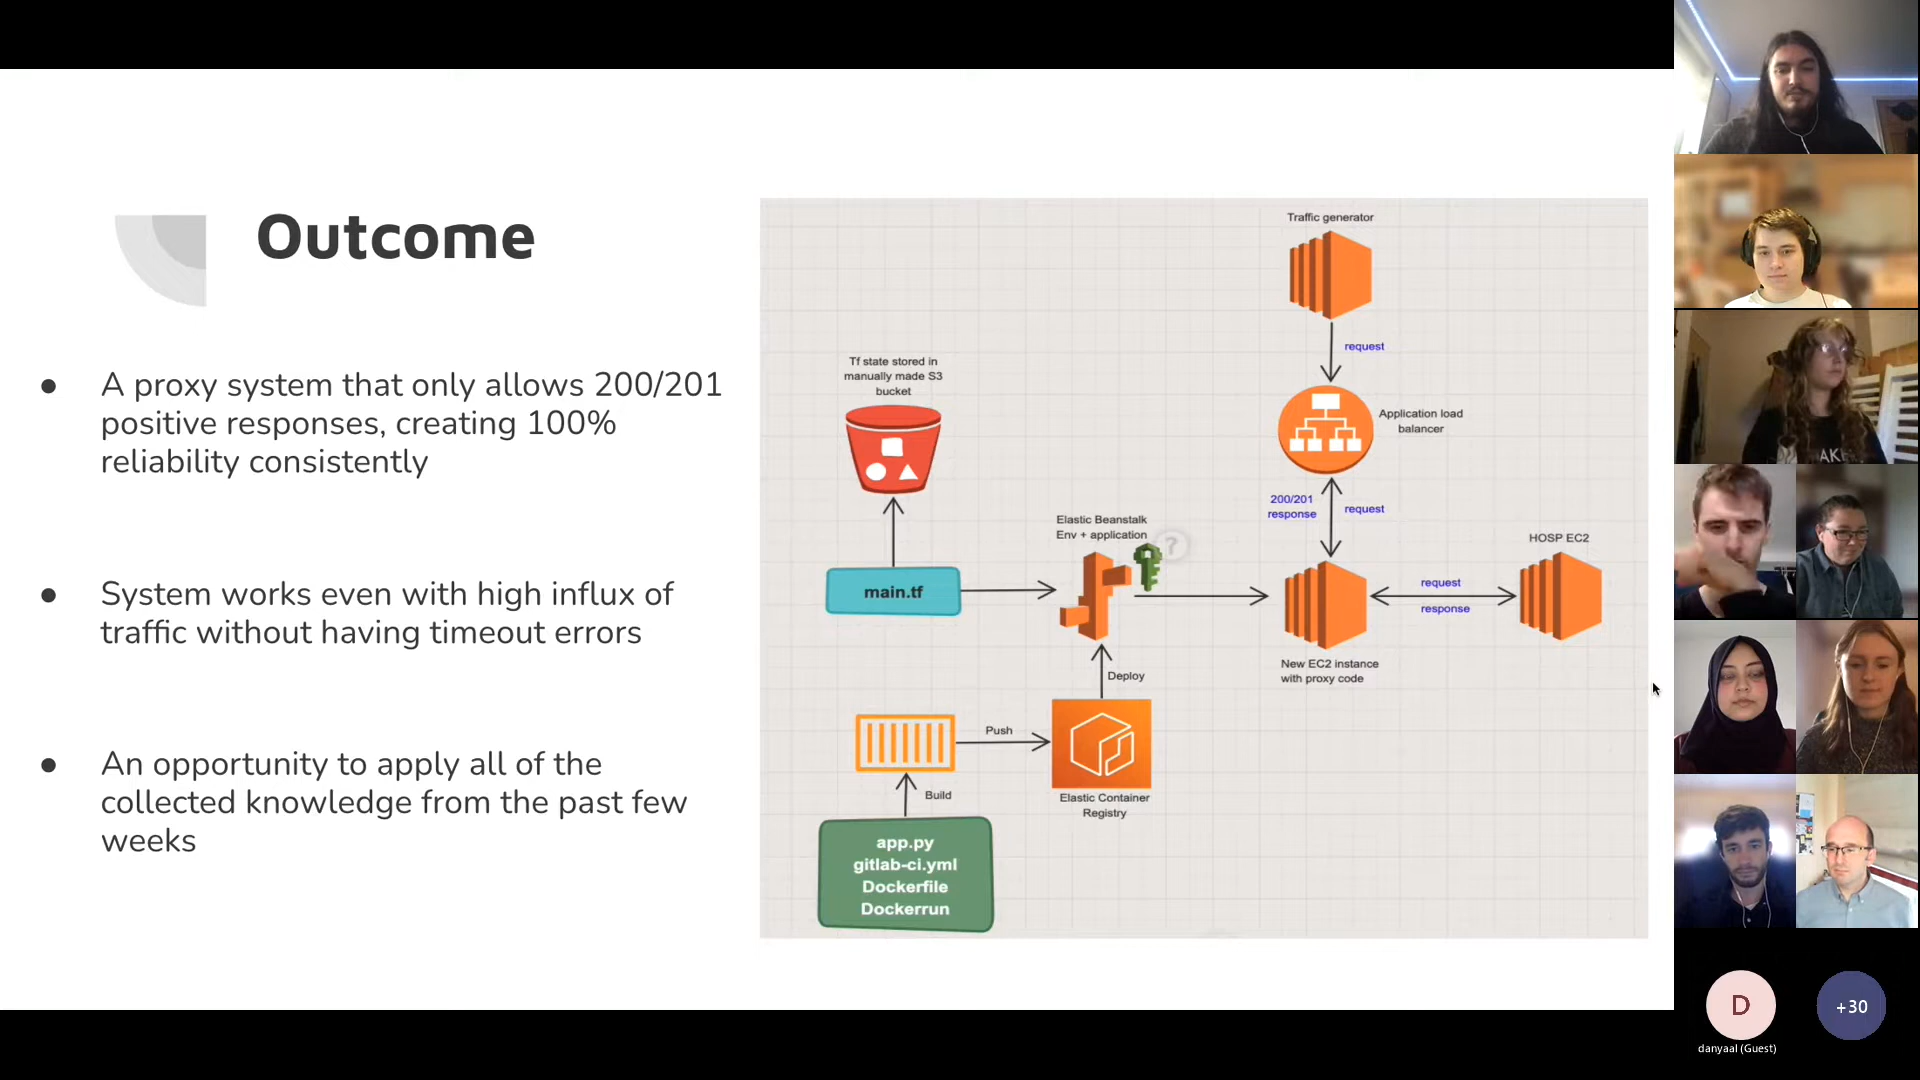 Outcome
● A proxy system that only allows 200/201
positive responses, creating 100%
reliability consistently
● System works even with high influx of
traffic without having timeout errors
● An opportunity to apply all of the
collected knowledge from the past few
weeks
Traffic generator
request
Tf state stored in
manually made S3
bucket
Application load
balancer
200/201
response
request
Elastic Beanstalk
Env + application
?
HOSP EC2
main.tf
request
response
New EC2 instance
with proxy code
Deploy
Push
Build
Elastic Container
Registry
app.py
gitlab-ci.yml
Dockerfile
Dockerrun
AKE
D
+30
danyaal (Guest)